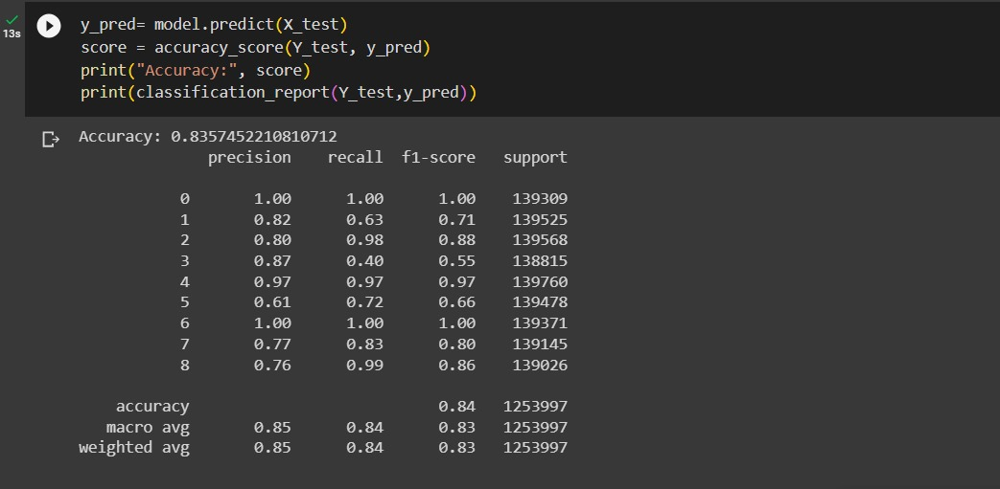 13s
y_pred= model.predict(X_test)
score = accuracy_score(Y_test, y_pred)
print("Accuracy:", score)
print(classification_report(Y_test,y_pred))
Accuracy: 0.8357452210810712
precision recall f1-score support
0 1.00 1.00 1.00 139309
1 0.82 0.63 0.71 139525
2 0.80 0.98 0.88 139568
3 0.87 0.40 0.55 138815
4 0.97 0.97 0.97 139760
5 0.61 0.72 0.66 139478
6 1.00 1.00 1.00 139371
7 0.77 0.83 0.80 139145
8 0.76 0.99 0.86 139026
accuracy 0.84 1253997
macro avg 0.85 0.84 0.83 1253997
weighted avg 0.85 0.84 0.83 1253997